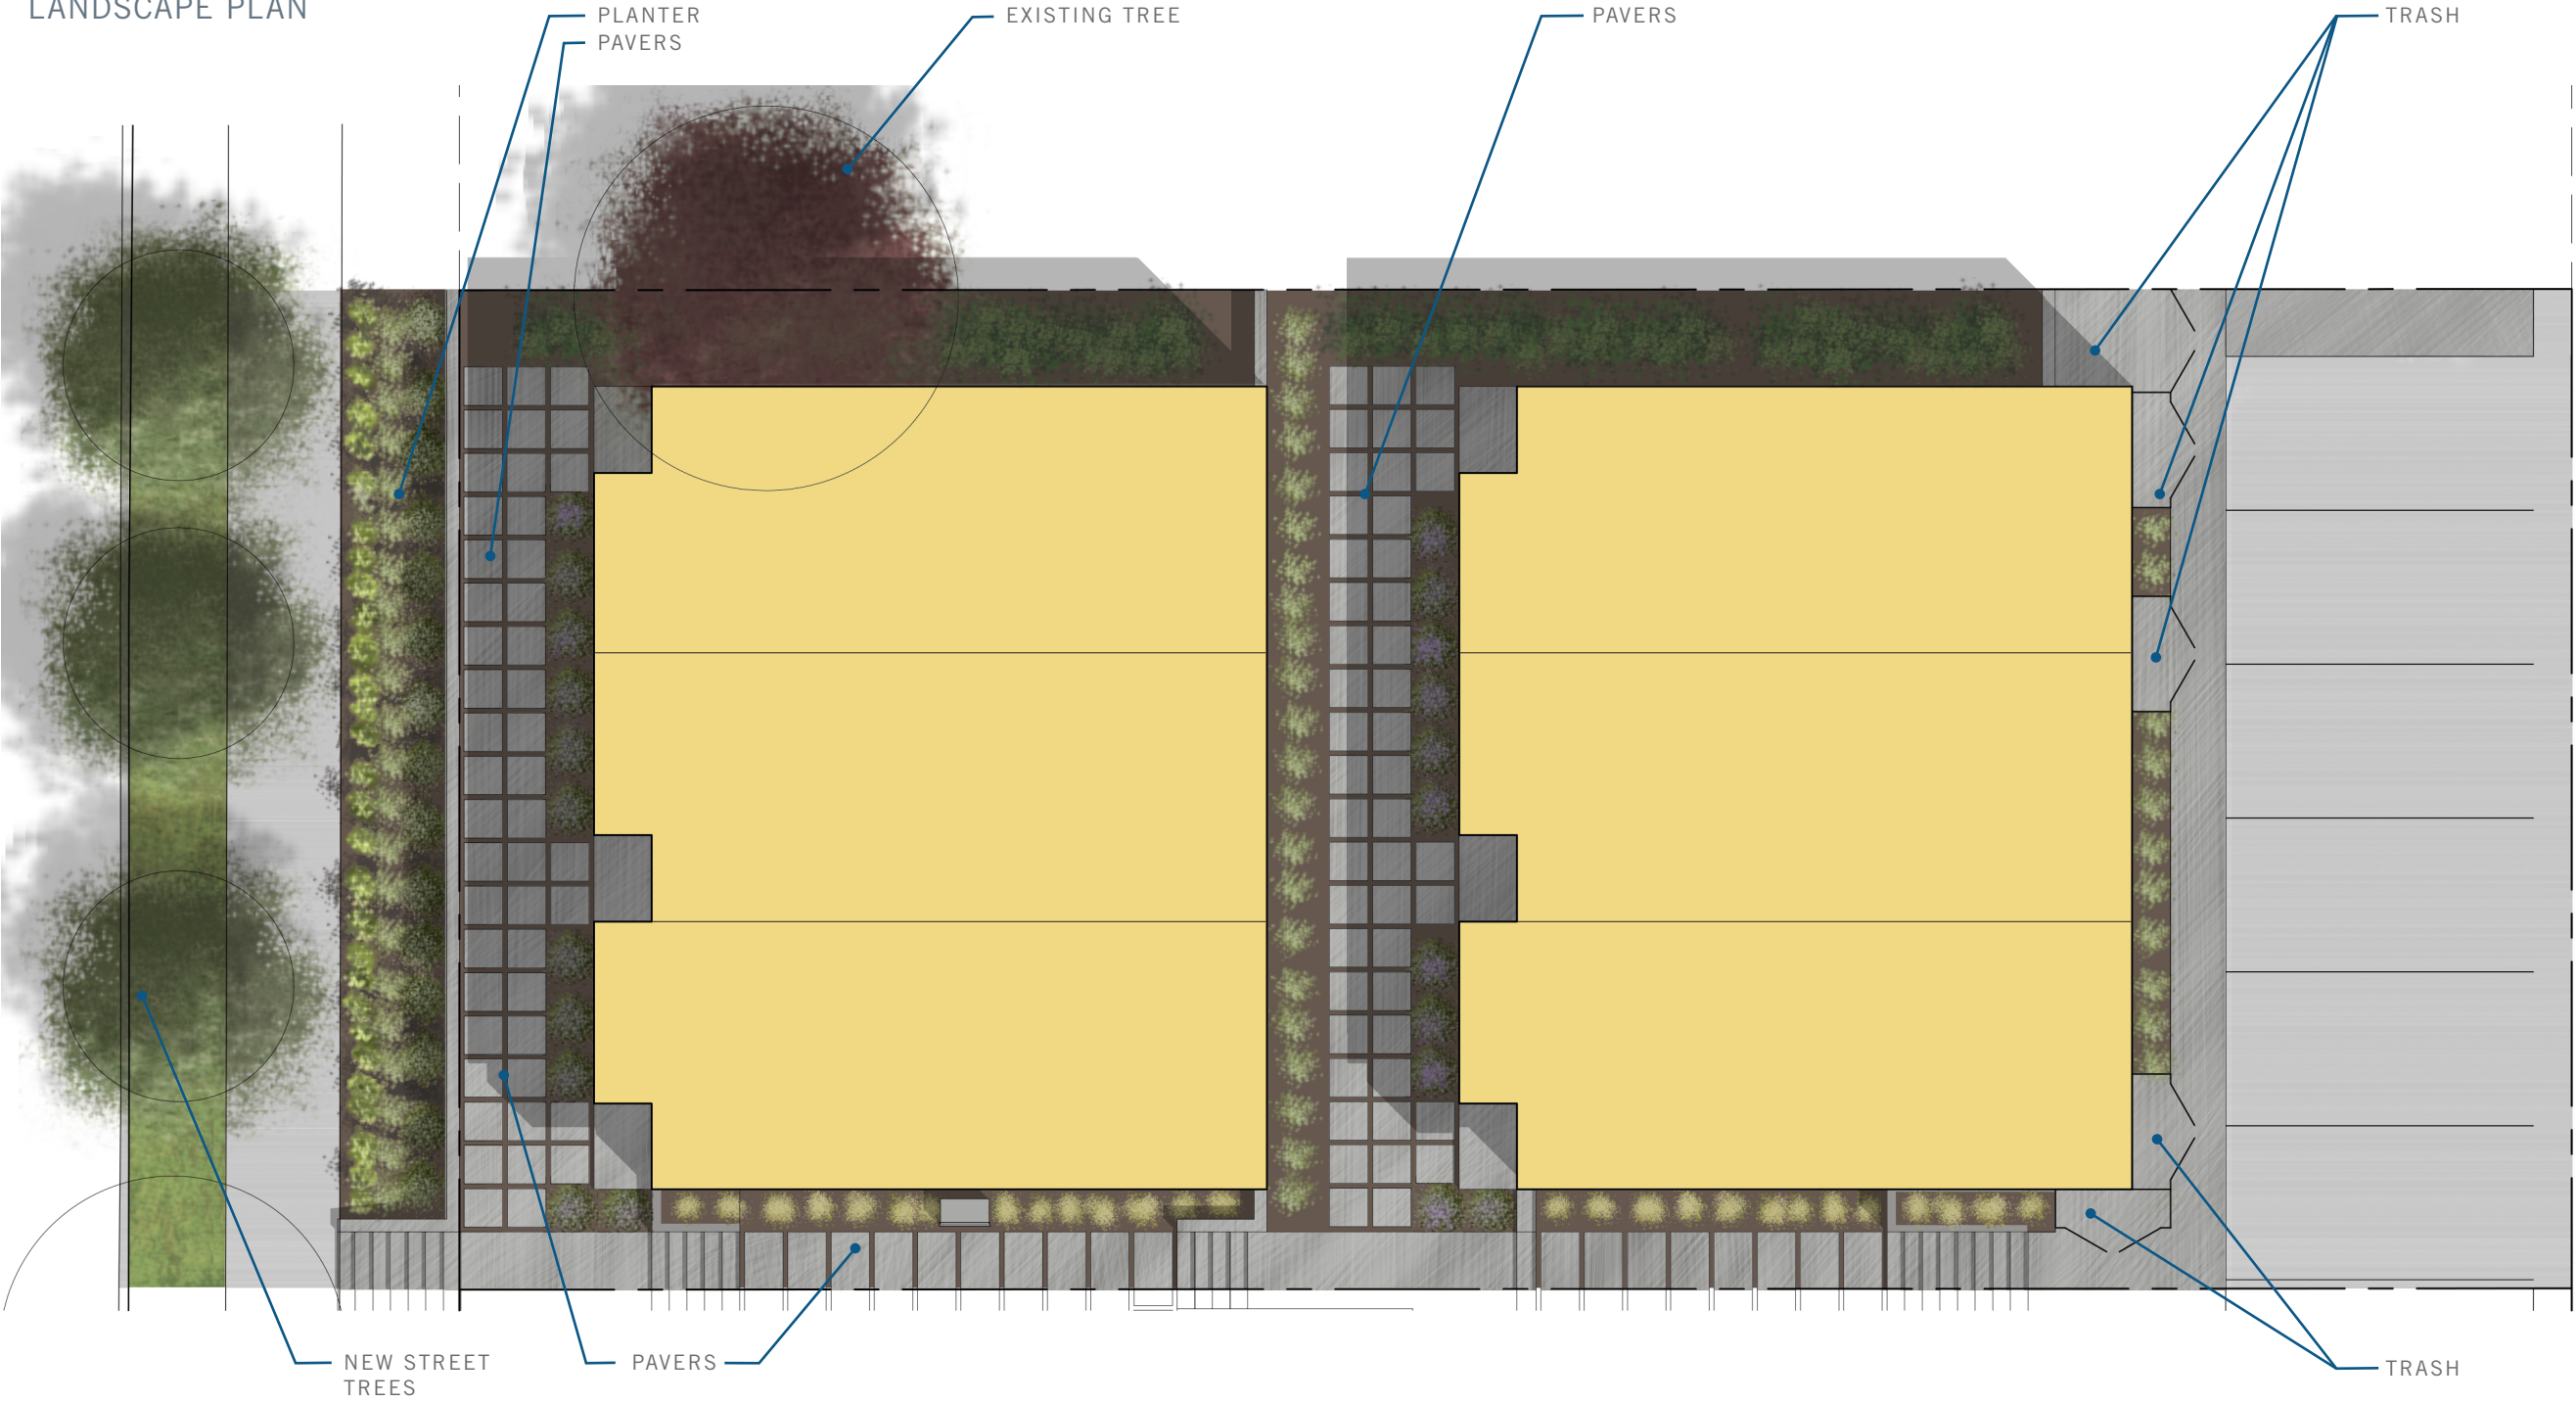 LANDSCAPE PLAN
PLANTER
PAVERS
EXISTING TREE
PAVERS
TRASH
NEW STREET
TREES
PAVERS
TRASH